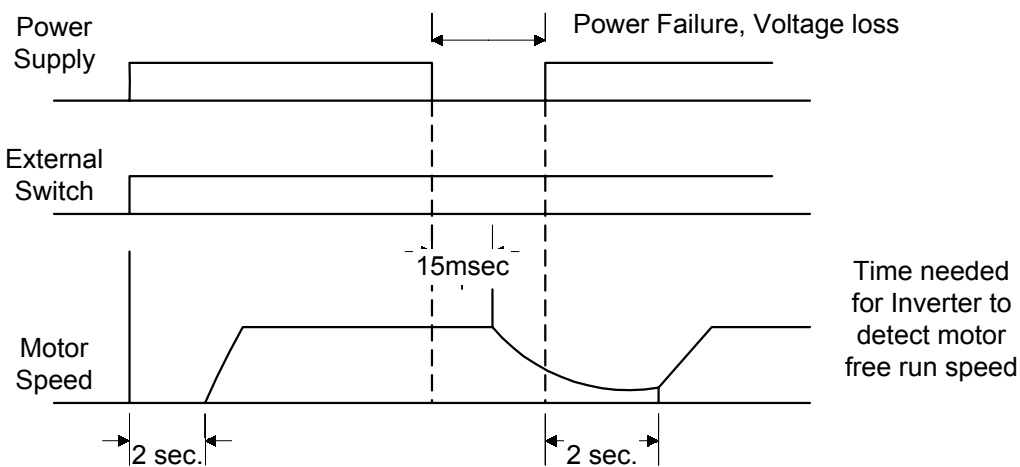 Power
Supply
Power Failure, Voltage loss
External
Switch
15msec
Time needed
for Inverter to
detect motor
free run speed
Motor
Speed
2 sec.
2 sec.